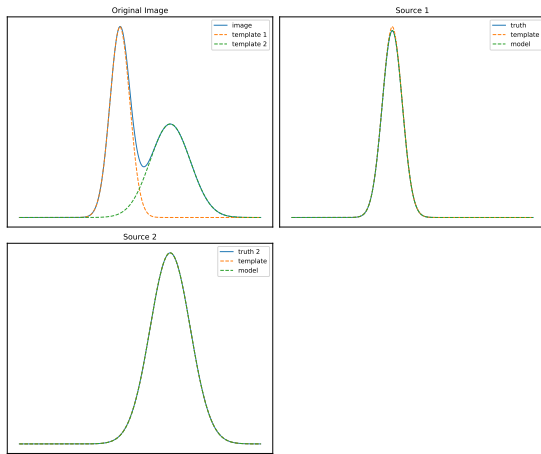 Original Image
image
template 1
template 2
Source 1
truth
template
model
Source 2
truth 2
template
model